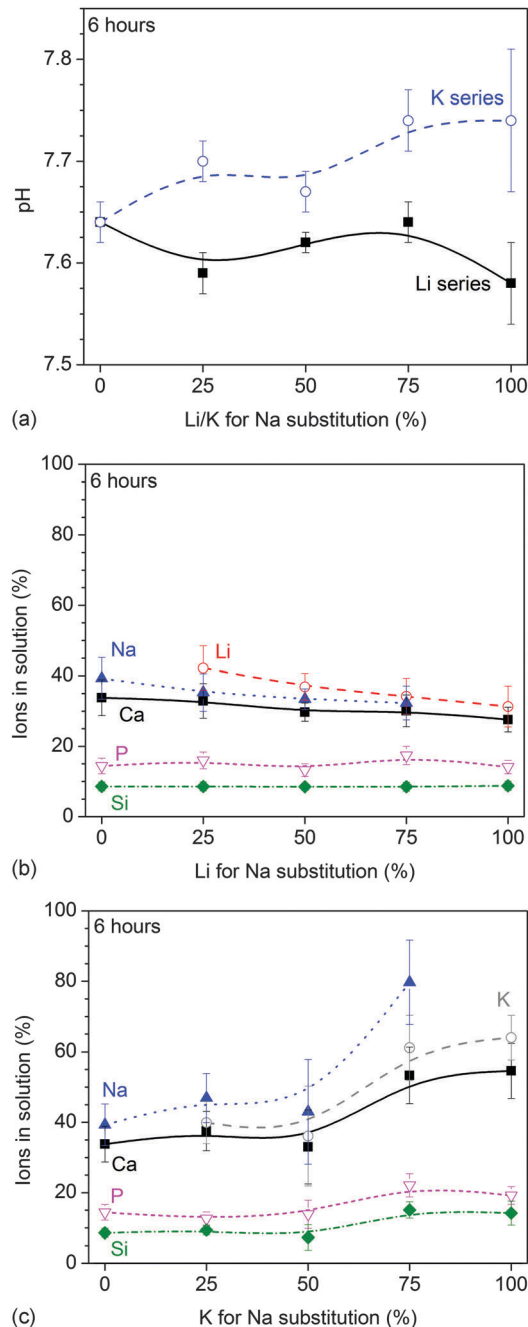 6 hours
7.8
7.7
7.6
7.5
pH
K series
Li series
0 25 50 75 100
(a) Li/K for Na substitution (%)
6 hours
100
80
60
40
20
0
Ions in solution (%)
Na
Li
Ca
P
Si
0 25 50 75 100
(b) Li for Na substitution (%)
6 hours
100
80
60
40
20
0
Ions in solution (%)
Na
K
Ca
P
Si
0 25 50 75 100
(c) K for Na substitution (%)